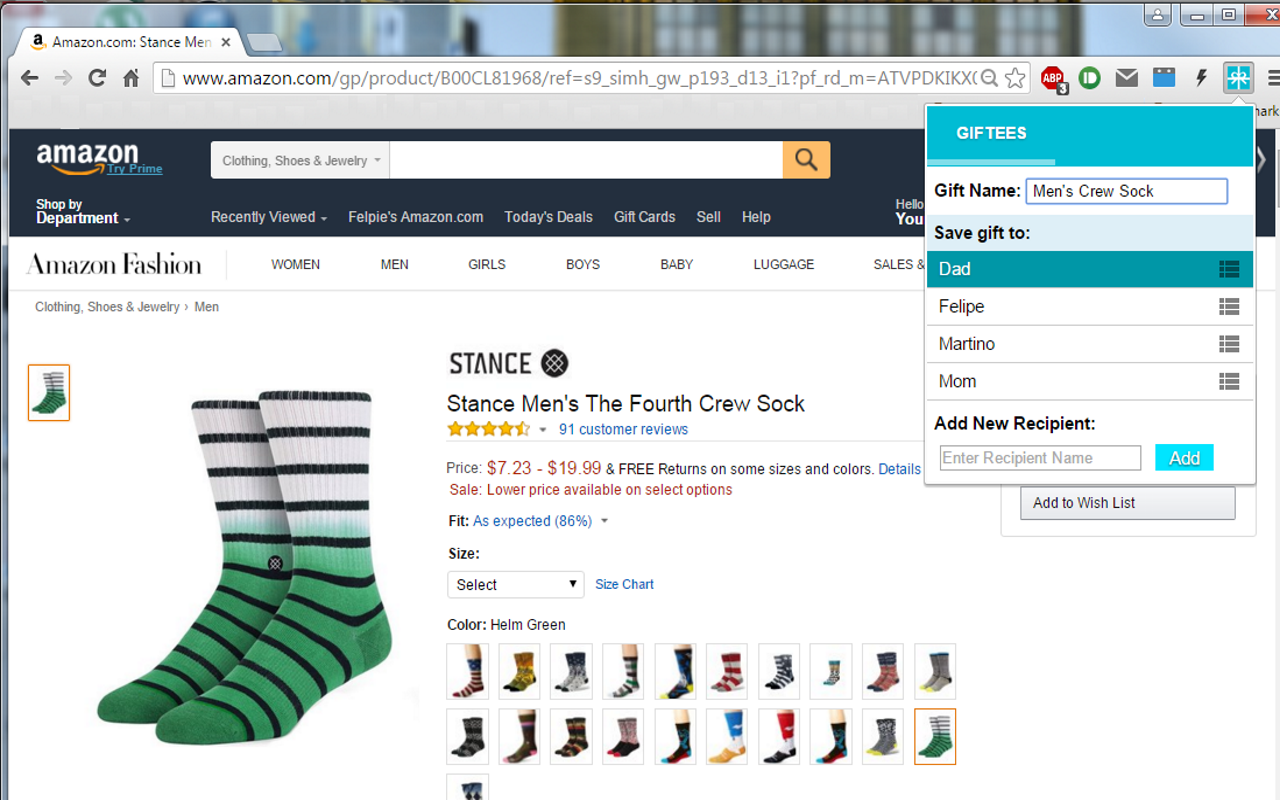 Amazon.com: Stance Men
www.amazon.com/gp/product/B00CL81968/ref=s9_simh_gw_p193_d13_i1?pf_rd_m=ATVPDKIKX
ABP
3
mark
amazon
Try Prime
Clothing, Shoes & Jewelry
Shop by
Department
Recently Viewed
Felpie's Amazon.com
Today's Deals
Gift Cards
Sell
Help
Hello
You
Amazon Fashion
WOMEN
MEN
GIRLS
BOYS
BABY
LUGGAGE
SALES &
Clothing, Shoes & Jewelry › Men
GIFTEES
Gift Name: Men's Crew Sock
Save gift to:
Dad
Felipe
Martino
Mom
Add New Recipient:
Enter Recipient Name
Add
Add to Wish List
STANCE
Stance Men's The Fourth Crew Sock
91 customer reviews
Price: $7.23 - $19.99 & FREE Returns on some sizes and colors. Details
Sale: Lower price available on select options
Fit: As expected (86%)
Size:
Select
Size Chart
Color: Helm Green